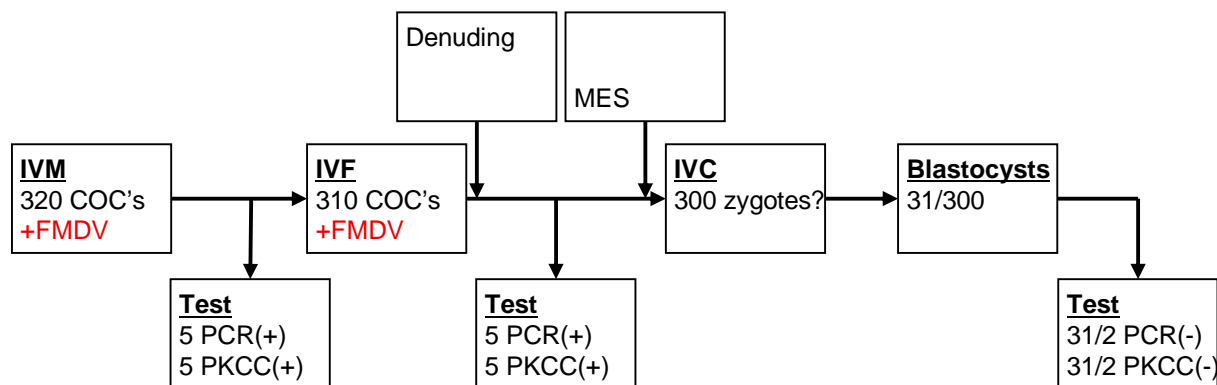 Denuding
MES
IVM
320 COC's
+FMDV
IVF
310 COC's
+FMDV
IVC
300 zygotes?
Blastocysts
31/300
Test
5 PCR(+)
5 PKCC(+)
Test
5 PCR(+)
5 PKCC(+)
Test
31/2 PCR(-)
31/2 PKCC(-)